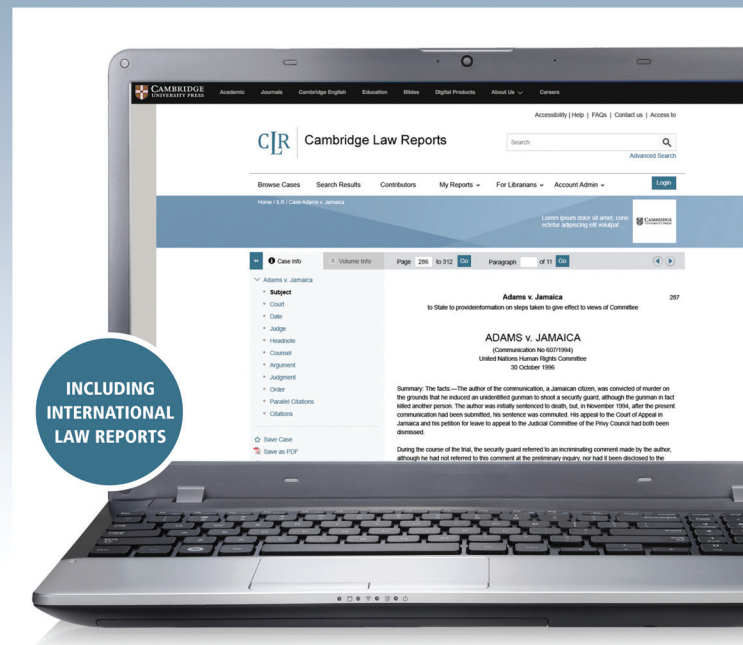 CAMBRIDGE
UNIVERSITY PRESS
Academic Journals Cambridge English Education Bibles Digital Products About Us Careers
Accessibility | Help | FAQs | Contact us | Access to
CLR Cambridge Law Reports
Search
Advanced Search
Browse Cases Search Results Contributors My Reports For Librarians Account Admin Login
Home / ILR / Case Adams v. Jamaica
Lorem ipsum dolor sit amet, cons
ectetur adipiscing elit volutpat ...
CAMBRIDGE
Case Info Volume Info Page 286 to 312 Go Paragraph of 11 Go
Adams v. Jamaica
Subject
Court
Date
Judge
Headnote
Counsel
Argument
Judgment
Order
Parallel Citations
Citations
Save Case
Save as PDF
Adams v. Jamaica 287
to State to provideinformation on steps taken to give effect to views of Committee
ADAMS v. JAMAICA
(Communication No 607/1994)
United Nations Human Rights Committee
30 October 1996
Summary: The facts:—The author of the communication, a Jamaican citizen, was convicted of murder on
the grounds that he induced an unidentified gunman to shoot a security guard, although the gunman in fact
killed another person. The author was initially sentenced to death, but, in November 1994, after the present
communication had been submitted, his sentence was commuted. His appeal to the Court of Appeal in
Jamaica and his petition for leave to appeal to the Judicial Committee of the Privy Council had both been
dismissed.
During the course of the trial, the security guard referred to an incriminating comment made by the author,
although he had not referred to this comment at the preliminary inquiry, nor had it been disclosed to the
INCLUDING
INTERNATIONAL
LAW REPORTS